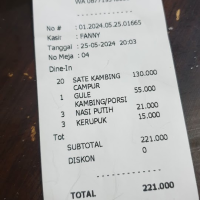 No # : 01.2024.05.25.01665
Kasir : FANNY
Tanggal : 25-05-2024 20:03
No Meja : 04
Dine-In
20 SATE KAMBING CAMPUR 130.000
1 GULE KAMBING/PORSI 55.000
3 NASI PUTIH 21.000
3 KERUPUK 15.000
Tot
SUBTOTAL 221.000
DISKON 0
TOTAL 221.000